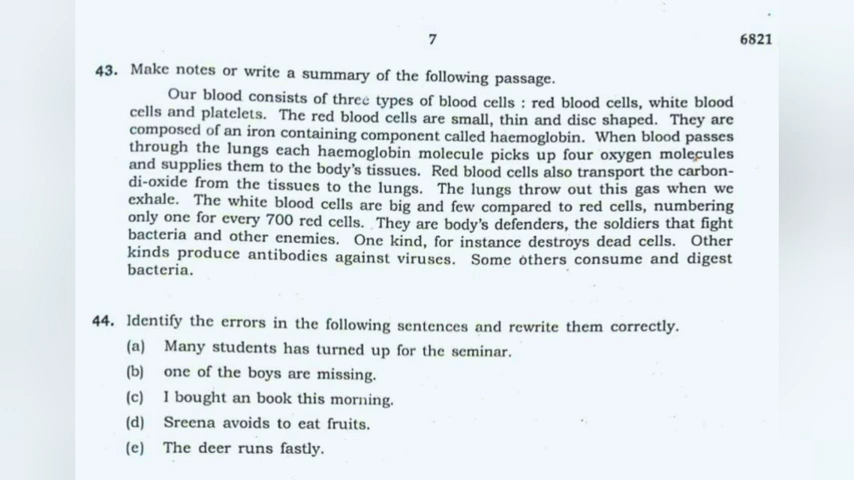 7
6821
43. Make notes or write a summary of the following passage.
Our blood consists of three types of blood cells : red blood cells, white blood
cells and platelets. The red blood cells are small, thin and disc shaped. They are
composed of an iron containing component called haemoglobin. When blood passes
through the lungs each haemoglobin molecule picks up four oxygen molecules
and supplies them to the body's tissues. Red blood cells also transport the carbon-
di-oxide from the tissues to the lungs. The lungs throw out this gas when we
exhale. The white blood cells are big and few compared to red cells, numbering
only one for every 700 red cells. They are body's defenders, the soldiers that fight
bacteria and other enemies. One kind, for instance destroys dead cells. Other
kinds produce antibodies against viruses. Some others consume and digest
bacteria.
44. Identify the errors in the following sentences and rewrite them correctly.
(a) Many students has turned up for the seminar.
(b) one of the boys are missing.
(c) I bought an book this morning.
(d) Sreena avoids to eat fruits.
(e) The deer runs fastly.